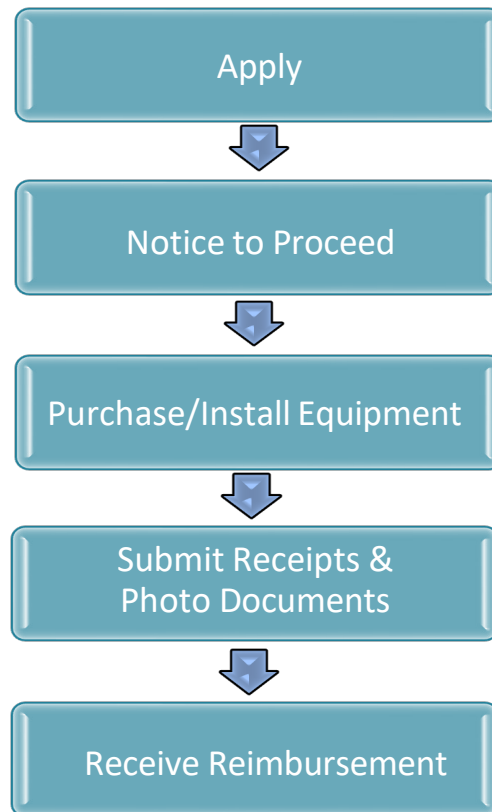 Apply
Notice to Proceed
Purchase/Install Equipment
Submit Receipts &
Photo Documents
Receive Reimbursement